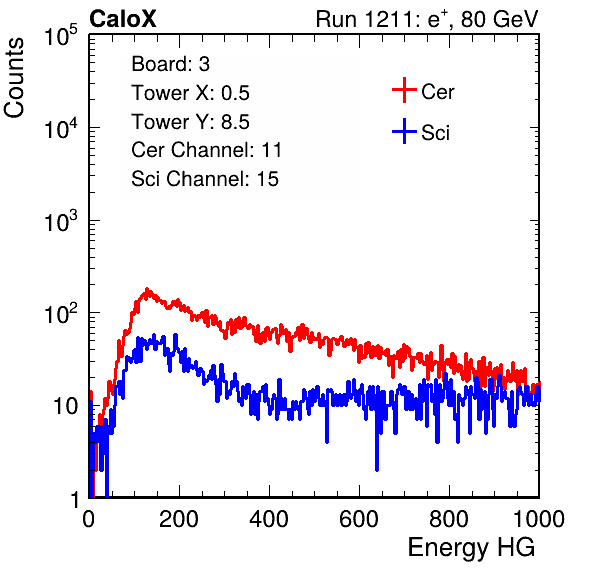 CaloX Run 1211: e⁺, 80 GeV
Counts
10⁵
10⁴
10³
10²
10
1
Board: 3
Tower X: 0.5
Tower Y: 8.5
Cer Channel: 11
Sci Channel: 15
Cer
Sci
0 200 400 600 800 1000
Energy HG